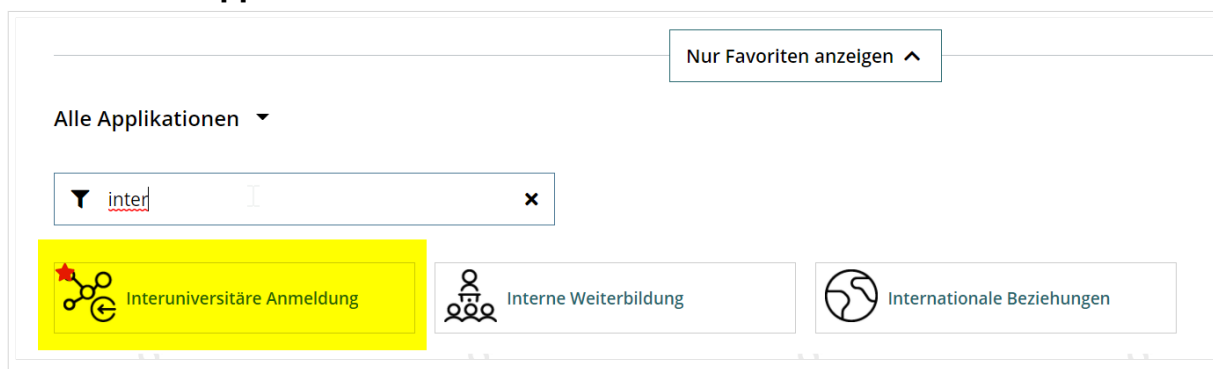 Nur Favoriten anzeigen
Alle Applikationen
inter
Interuniversitäre Anmeldung
Interne Weiterbildung
Internationale Beziehungen